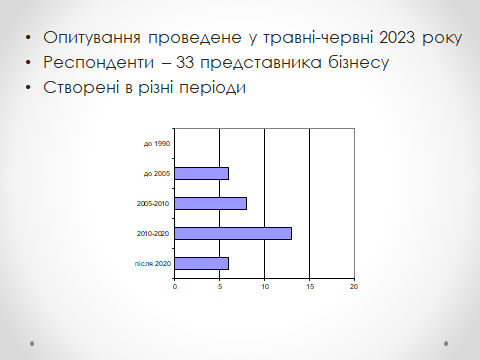 • Опитування проведене у травні-червні 2023 року
• Респонденти – 33 представника бізнесу
• Створені в різні періоди
до 1990
до 2005
2005-2010
2010-2020
після 2020
0 5 10 15 20